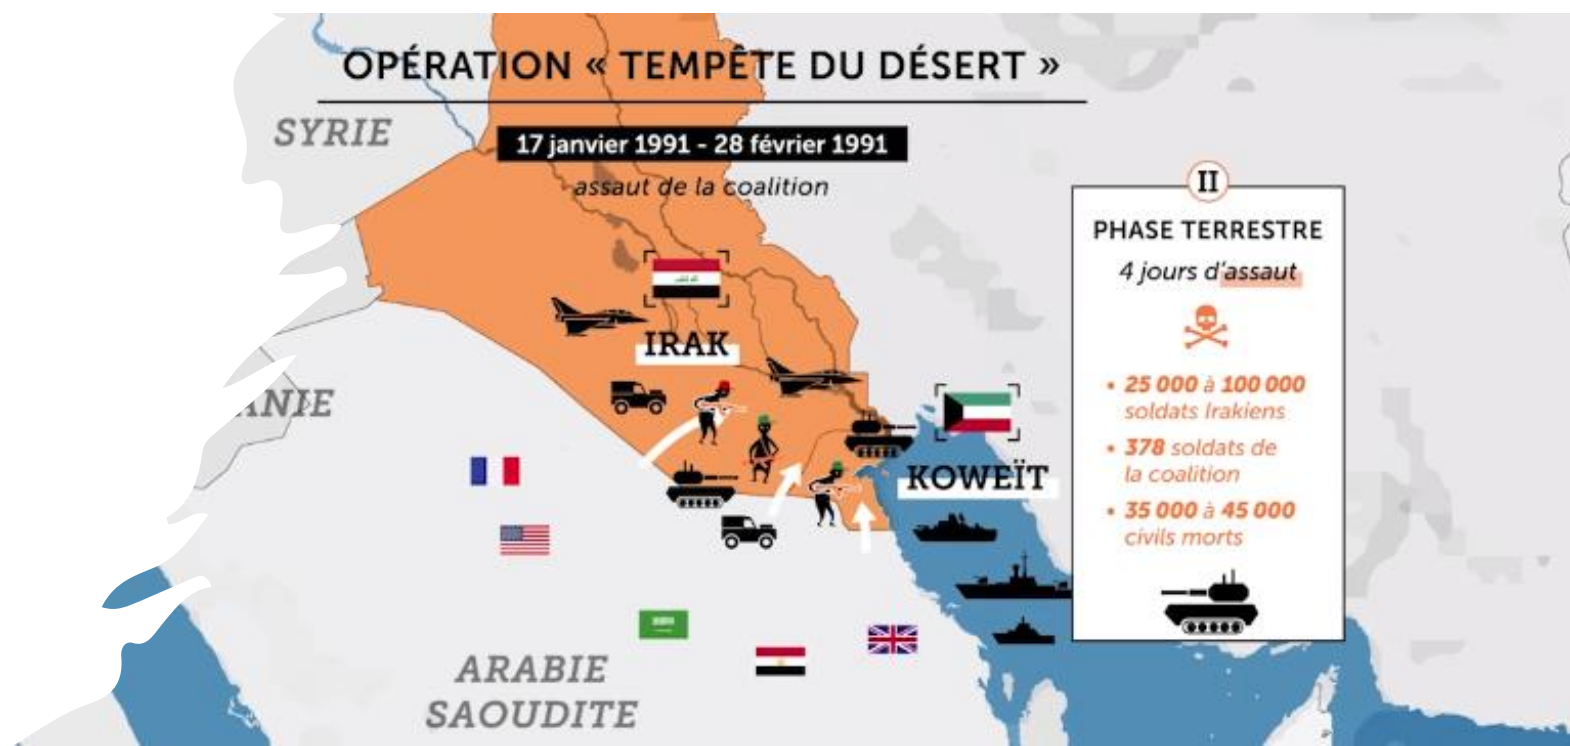 OPÉRATION « TEMPÊTE DU DÉSERT »
17 janvier 1991 - 28 février 1991
assaut de la coalition
SYRIE
IRAK
ANIE
KOWEÏT
ARABIE
SAOUDITE
II
PHASE TERRESTRE
4 jours d'assaut
• 25 000 à 100 000
soldats Irakiens
• 378 soldats de
la coalition
• 35 000 à 45 000
civils morts